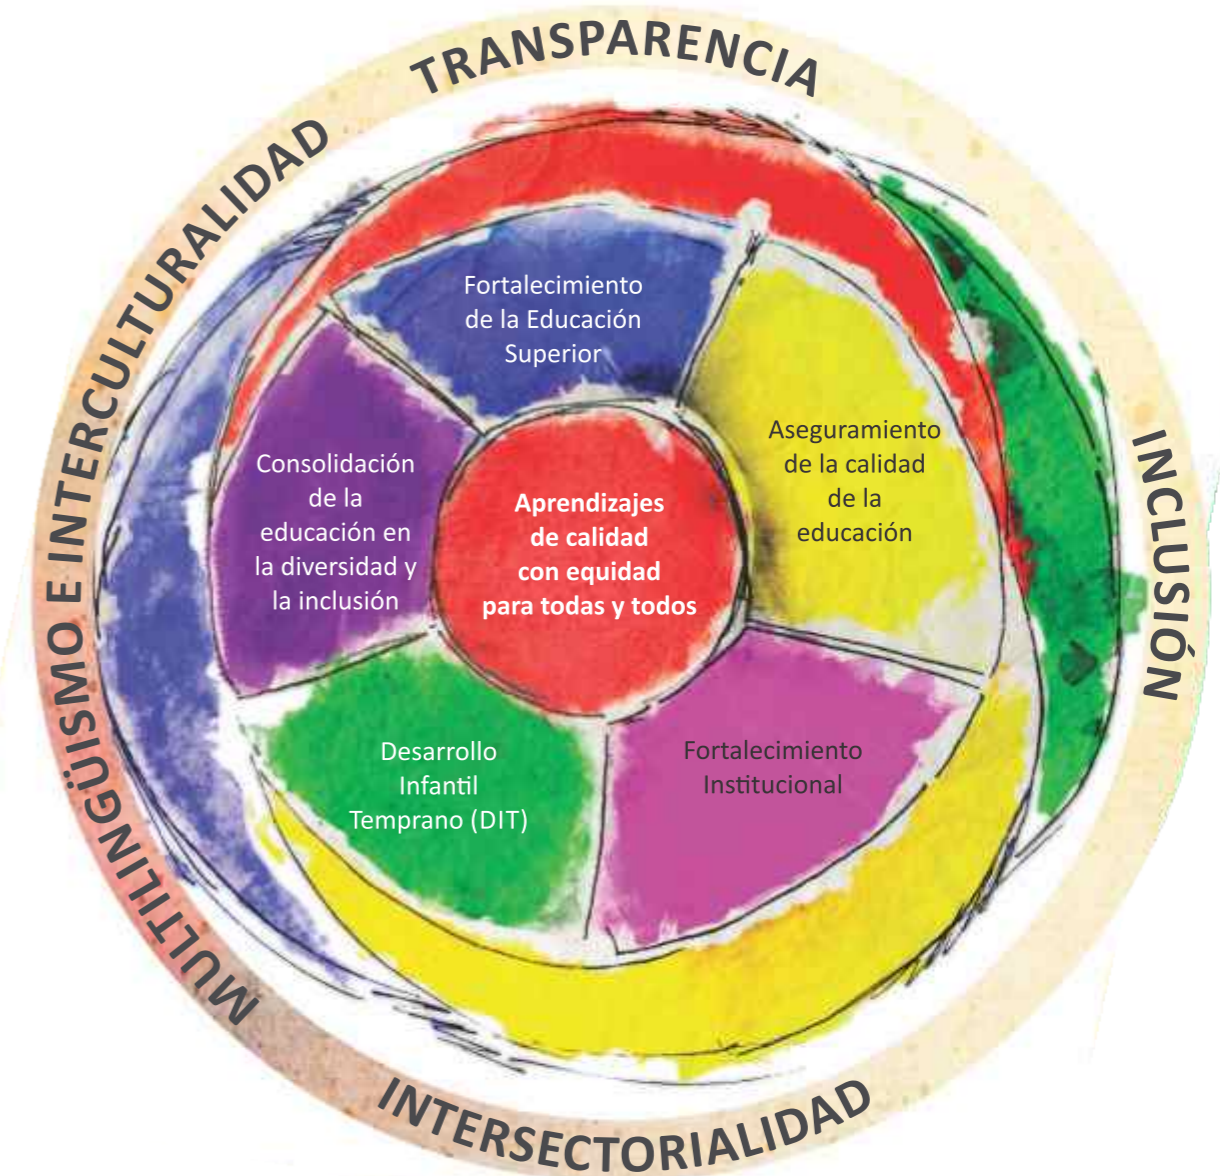 TRANSPARENCIA
MULTILINGÜISMO E INTERCULTURALIDAD
INCLUSIÓN
INTERSECTORIALIDAD
Fortalecimiento
de la Educación
Superior
Aseguramiento
de la calidad
de la
educación
Consolidación
de la
educación en
la diversidad y
la inclusión
Aprendizajes
de calidad
con equidad
para todas y todos
Desarrollo
Infantil
Temprano (DIT)
Fortalecimiento
Institucional